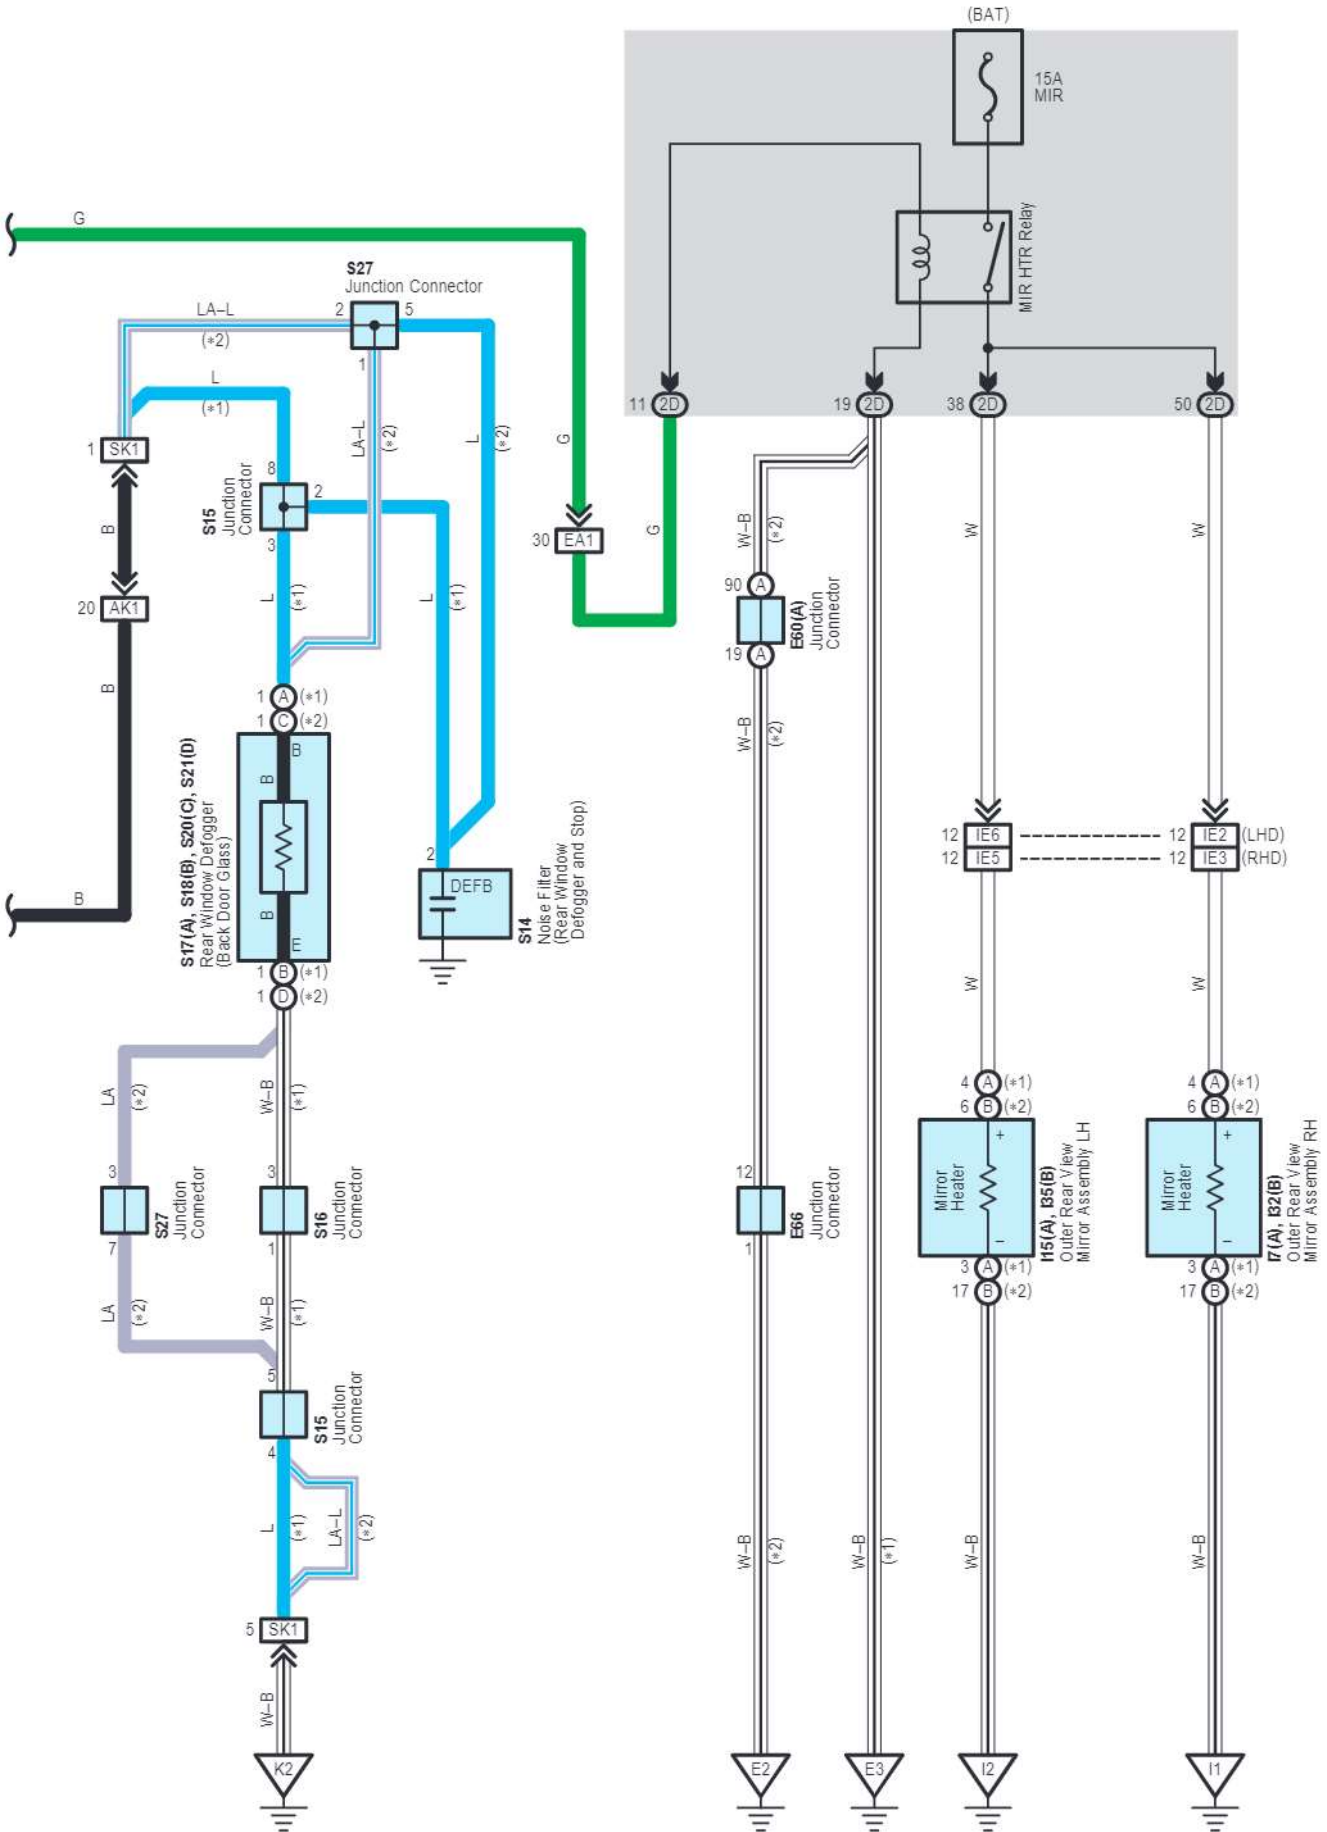 (BAT)
15A
MIR
MIR HTR Relay
G
S27
Junction Connector
LA–L
(∗2)
2
5
1
L
(∗1)
11 2D
19 2D
38 2D
50 2D
1 SK1
LA–L
(∗2)
L
(∗2)
G
8
S15
Junction
Connector
2
3
B
30 EA1
G
W–B
(∗2)
W
W
20 AK1
L
(∗1)
L
(∗1)
90 A
E60(A)
Junction
Connector
19 A
B
1 A (∗1)
1 C (∗2)
W–B
(∗2)
S17(A), S18(B), S20(C), S21(D)
Rear Window Defogger
(Back Door Glass)
B
B
B
E
2
DEFB
S14
Noise Filter
(Rear Window
Defogger and Stop)
12 IE6
12 IE5
12 IE2 (LHD)
12 IE3 (RHD)
B
1 B (∗1)
1 D (∗2)
W
W
LA
(∗2)
W–B
(∗1)
4 A (∗1)
6 B (∗2)
4 A (∗1)
6 B (∗2)
3
S27
Junction
Connector
7
3
S16
Junction
Connector
1
12
E66
Junction
Connector
1
+
Mirror
Heater
–
I15(A), I35(B)
Outer Rear View
Mirror Assembly LH
+
Mirror
Heater
–
I7(A), I32(B)
Outer Rear View
Mirror Assembly RH
3 A (∗1)
17 B (∗2)
3 A (∗1)
17 B (∗2)
LA
(∗2)
W–B
(∗1)
5
S15
Junction
Connector
4
L
(∗1)
LA–L
(∗2)
W–B
(∗2)
W–B
(∗1)
W–B
W–B
5 SK1
W–B
K2
E2
E3
I2
I1